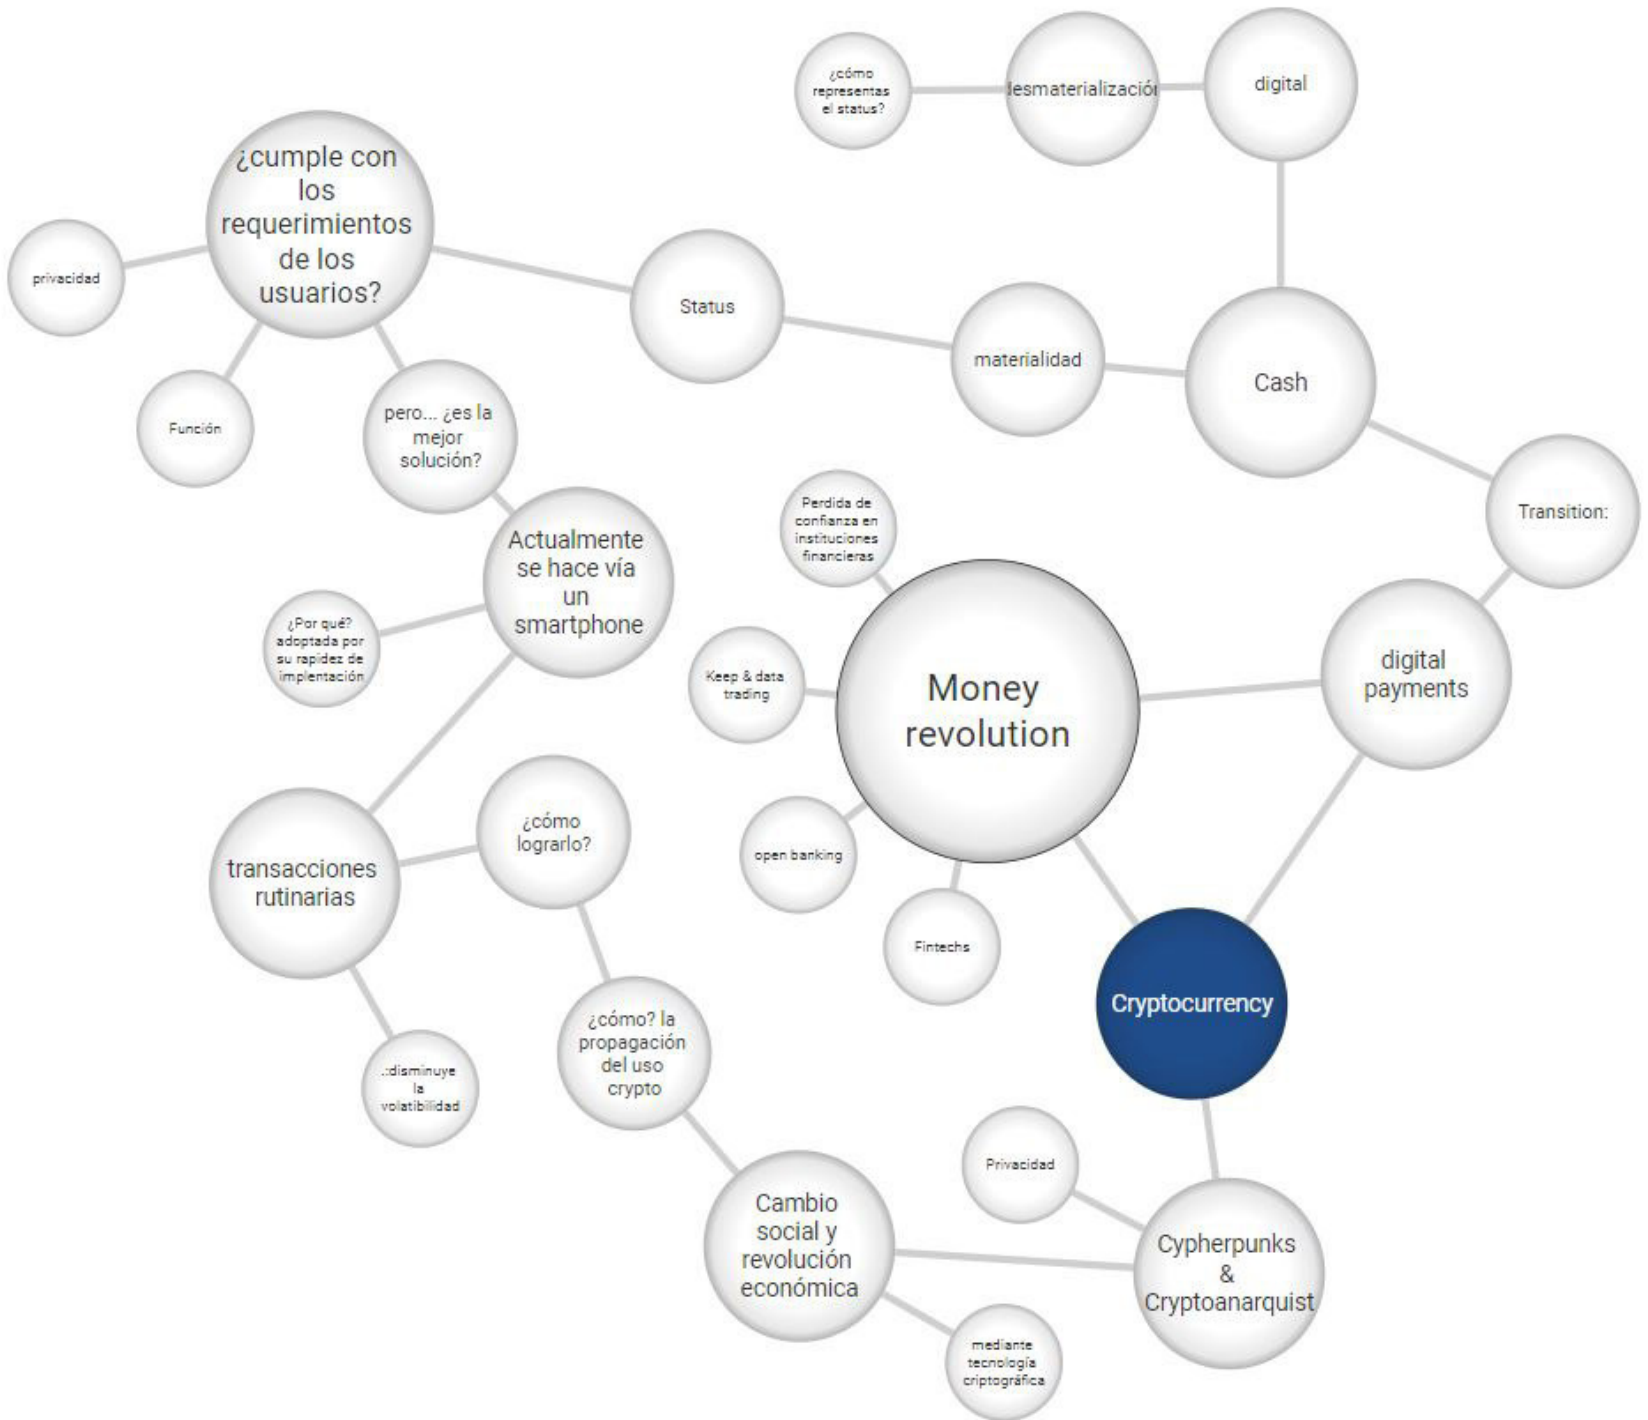 ¿cómo
representas
el status?
desmaterialización
digital
¿cumple con
los
requerimientos
de los
usuarios?
privacidad
Función
pero... ¿es la
mejor
solución?
Status
materialidad
Cash
Transition:
Actualmente
se hace vía
un
smartphone
¿Por qué?
adoptada por
su rapidez de
implentación
Perdida de
confianza en
instituciones
financieras
Keep & data
trading
Money
revolution
digital
payments
open banking
Fintechs
transacciones
rutinarias
¿cómo
lograrlo?
.:disminuye
la
volatibilidad
¿cómo? la
propagación
del uso
crypto
Cryptocurrency
Privacidad
Cambio
social y
revolución
económica
Cypherpunks
&
Cryptoanarquist
mediante
tecnología
criptográfica